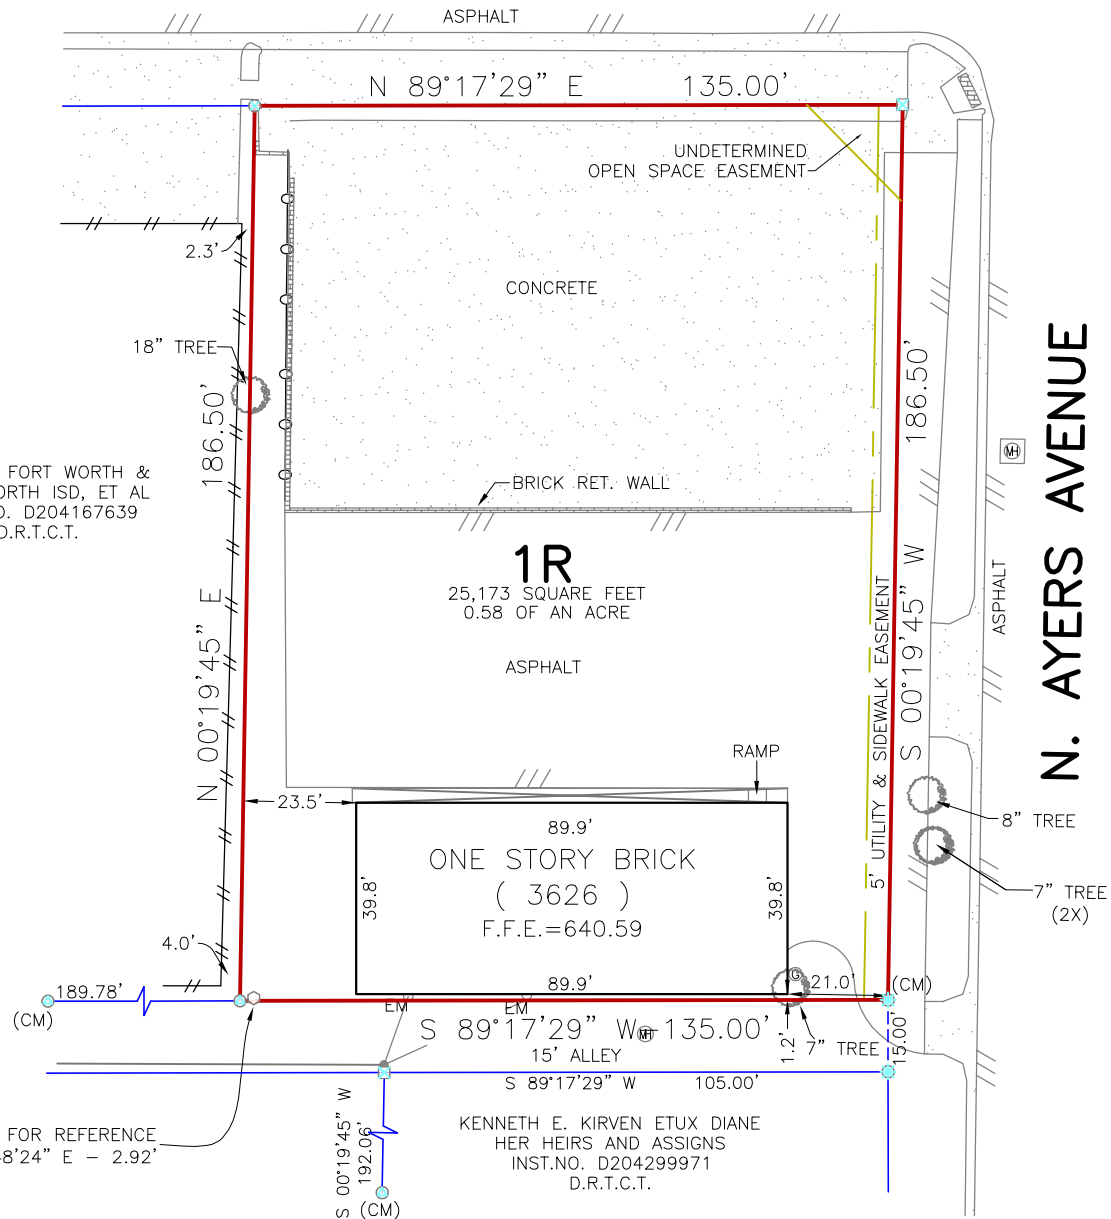 ASPHALT
N 89°17'29" E 135.00'
UNDETERMINED
OPEN SPACE EASEMENT
2.3'
CONCRETE
18" TREE
186.50'
186.50'
MH
N. AYERS AVENUE
FORT WORTH &
ORTH ISD, ET AL
O. D204167639
D.R.T.C.T.
BRICK RET. WALL
1R
25,173 SQUARE FEET
0.58 OF AN ACRE
ASPHALT
ASPHALT
N 00°19'45" E
S 00°19'45" W
5' UTILITY & SIDEWALK EASEMENT
RAMP
23.5'
89.9'
ONE STORY BRICK
( 3626 )
F.F.E.=640.59
39.8'
39.8'
89.9'
8" TREE
7" TREE
(2X)
4.0'
189.78'
(CM)
G
21.0'
(CM)
EM
EM
S 89°17'29" W 135.00'
MH
1.2'
7" TREE
15.00'
15' ALLEY
S 89°17'29" W 105.00'
S 00°19'45" W
192.06'
(CM)
KENNETH E. KIRVEN ETUX DIANE
HER HEIRS AND ASSIGNS
INST.NO. D204299971
D.R.T.C.T.
FOR REFERENCE
8'24" E – 2.92'